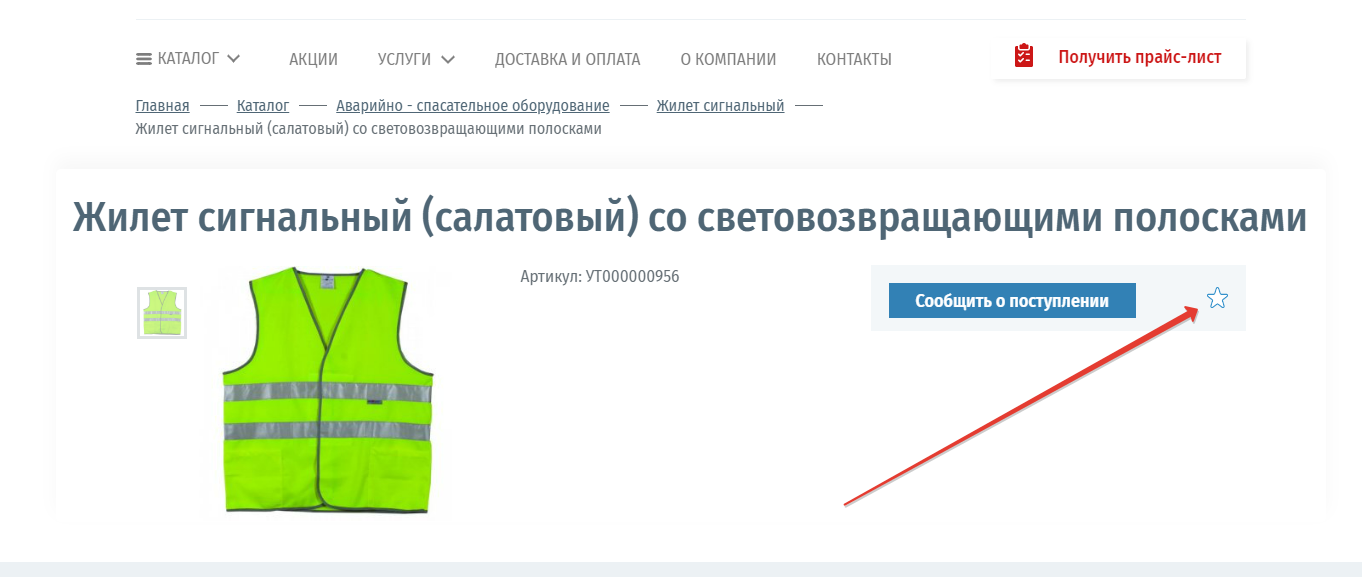 КАТАЛОГ АКЦИИ УСЛУГИ ДОСТАВКА И ОПЛАТА О КОМПАНИИ КОНТАКТЫ Получить прайс-лист
Главная Каталог Аварийно - спасательное оборудование Жилет сигнальный
Жилет сигнальный (салатовый) со световозвращающими полосками
Жилет сигнальный (салатовый) со световозвращающими полосками
Артикул: УТ000000956
Сообщить о поступлении